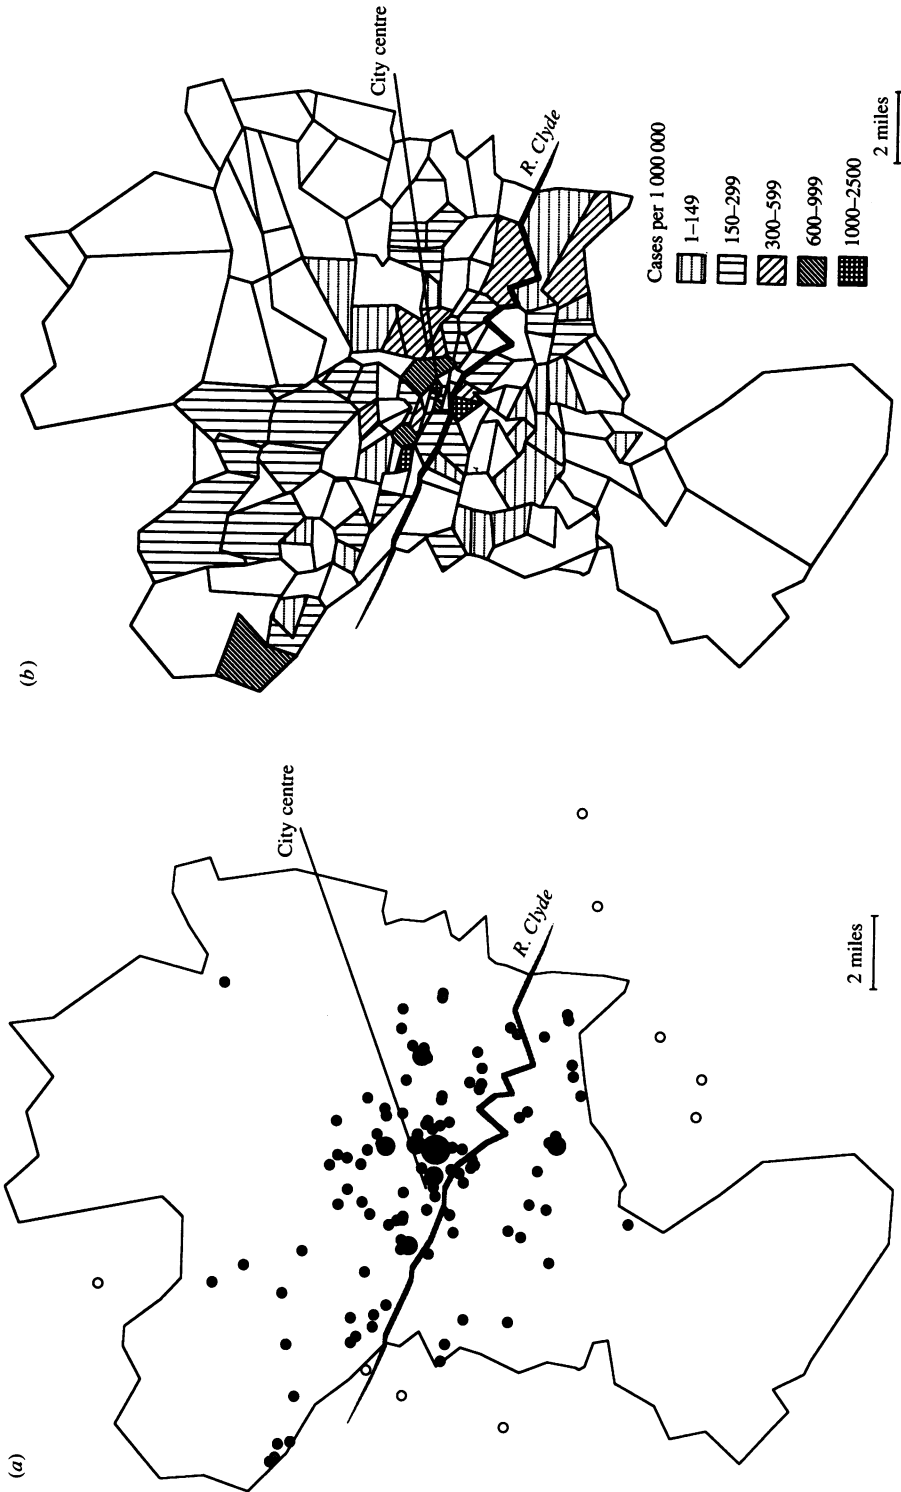 (a)
City centre
R. Clyde
2 miles
(b)
City centre
R. Clyde
Cases per 1 000 000
1–149
150–299
300–599
600–999
1000–2500
2 miles